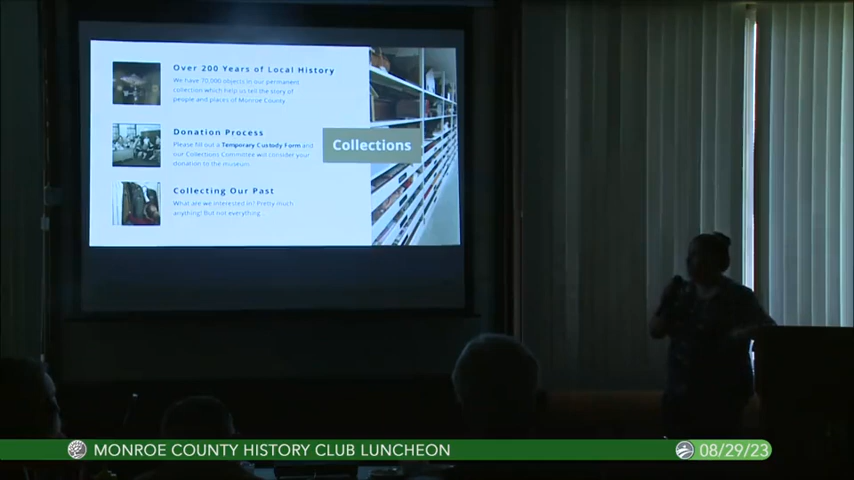 Over 200 Years of Local History
We have 70,000 objects in our permanent
collection which help us tell the story of
people and places of Monroe County.
Donation Process
Please fill out a Temporary Custody Form and
our Collections Committee will consider your
donation to the museum.
Collections
Collecting Our Past
What are we interested in? Pretty much
anything! But not everything...
MONROE COUNTY HISTORY CLUB LUNCHEON
08/29/23